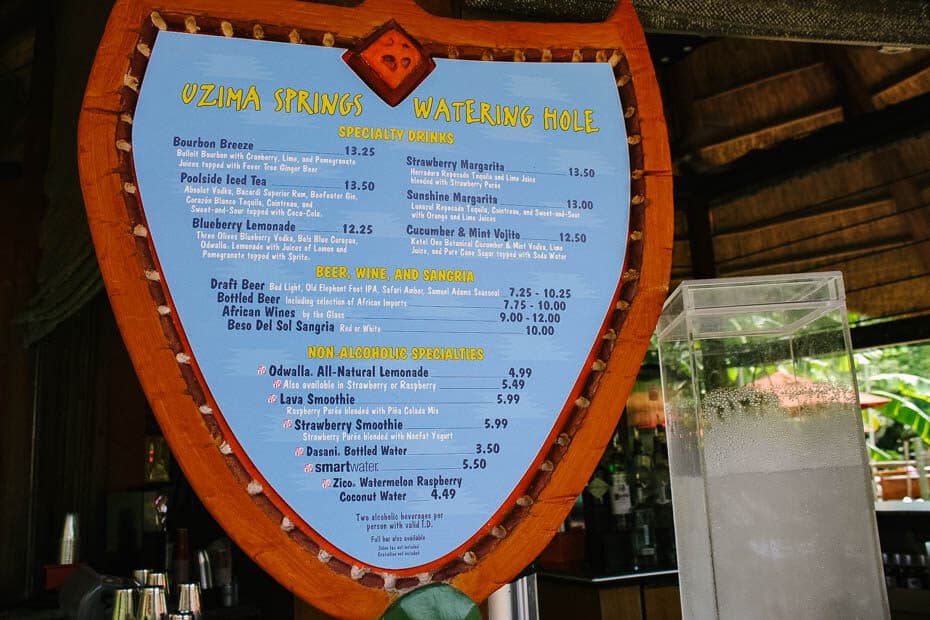 UZIMA SPRINGS WATERING HOLE
SPECIALTY DRINKS
Bourbon Breeze 13.25
Bulleit Bourbon with Cranberry, Lime, and Pomegranate
Juices topped with Fever Tree Ginger Beer
Poolside Iced Tea 13.50
Absolut Vodka, Bacardi Superior Rum, Beefeater Gin,
Corazón Blanco Tequila, Cointreau, and
Sweet-and-Sour topped with Coca-Cola.
Blueberry Lemonade 12.25
Three Olives Blueberry Vodka, Bols Blue Curaçao,
Odwalla. Lemonade with Juices of Lemon and
Pomegranate topped with Sprite.
Strawberry Margarita 13.50
Herradura Reposado Tequila and Lime Juice
blended with Strawberry Purée
Sunshine Margarita 13.00
Lunazul Reposado Tequila, Cointreau, and Sweet-and-Sour
with Orange and Lime Juices
Cucumber & Mint Vojito 12.50
Ketel One Botanical Cucumber & Mint Vodka, Lime
Juice, and Pure Cane Sugar topped with Soda Water
BEER, WINE, AND SANGRIA
Draft Beer Bud Light, Old Elephant Foot IPA, Safari Amber, Samuel Adams Seasonal 7.25 - 10.25
Bottled Beer Including selection of African Imports 7.75 - 10.00
African Wines by the Glass 9.00 - 12.00
Beso Del Sol Sangria Red or White 10.00
NON-ALCOHOLIC SPECIALTIES
Odwalla. All-Natural Lemonade 4.99
Also available in Strawberry or Raspberry 5.49
Lava Smoothie 5.99
Raspberry Purée blended with Piña Colada Mix
Strawberry Smoothie 5.99
Strawberry Purée blended with NonFat Yogurt
Dasani. Bottled Water 3.50
smartwater. 5.50
Zico. Watermelon Raspberry
Coconut Water 4.49
Two alcoholic beverages per
person with valid I.D.
Full bar also available
Sales tax not included
Gratuities not included